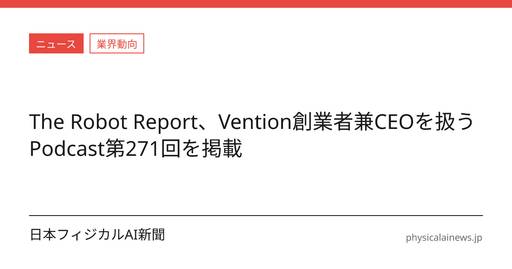 ニュース 業界動向
The Robot Report、Vention創業者兼CEOを扱う
Podcast第271回を掲載
日本フィジカルAI新聞
physicalainews.jp